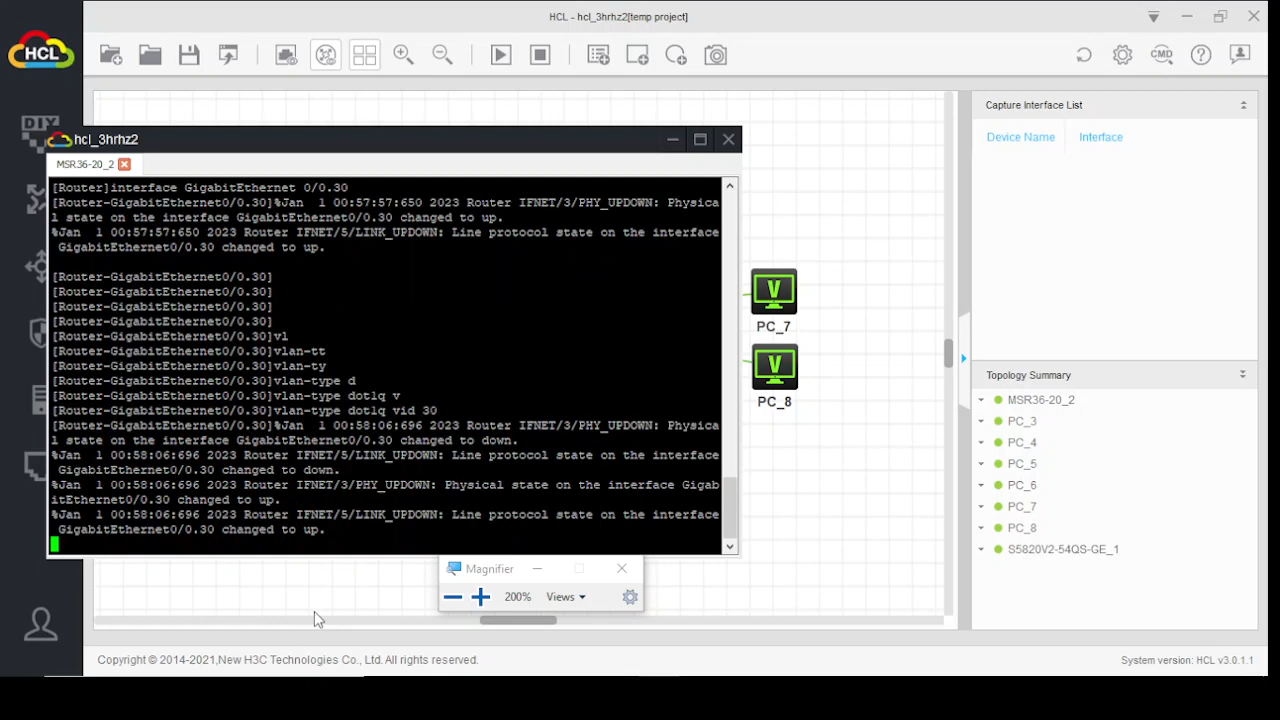 HCL - hcl_3hrhz2[temp project]
HCL
DIY
CMD
hcl_3hrhz2
MSR36-20_2
[Router]interface GigabitEthernet 0/0.30
[Router-GigabitEthernet0/0.30]%Jan  1 00:57:57:650 2023 Router IFNET/3/PHY_UPDOWN: Physica
l state on the interface GigabitEthernet0/0.30 changed to up.
%Jan  1 00:57:57:650 2023 Router IFNET/5/LINK_UPDOWN: Line protocol state on the interface
 GigabitEthernet0/0.30 changed to up.
[Router-GigabitEthernet0/0.30]
[Router-GigabitEthernet0/0.30]
[Router-GigabitEthernet0/0.30]
[Router-GigabitEthernet0/0.30]
[Router-GigabitEthernet0/0.30]vl
[Router-GigabitEthernet0/0.30]vlan-tt
[Router-GigabitEthernet0/0.30]vlan-ty
[Router-GigabitEthernet0/0.30]vlan-type d
[Router-GigabitEthernet0/0.30]vlan-type dot1q v
[Router-GigabitEthernet0/0.30]vlan-type dot1q vid 30
[Router-GigabitEthernet0/0.30]%Jan  1 00:58:06:696 2023 Router IFNET/3/PHY_UPDOWN: Physica
l state on the interface GigabitEthernet0/0.30 changed to down.
%Jan  1 00:58:06:696 2023 Router IFNET/5/LINK_UPDOWN: Line protocol state on the interface
 GigabitEthernet0/0.30 changed to down.
%Jan  1 00:58:06:696 2023 Router IFNET/3/PHY_UPDOWN: Physical state on the interface Gigab
itEthernet0/0.30 changed to up.
%Jan  1 00:58:06:696 2023 Router IFNET/5/LINK_UPDOWN: Line protocol state on the interface
 GigabitEthernet0/0.30 changed to up.
V
PC_7
V
PC_8
Magnifier
200%
Views
Capture Interface List
Device Name
Interface
Topology Summary
MSR36-20_2
PC_3
PC_4
PC_5
PC_6
PC_7
PC_8
S5820V2-54QS-GE_1
Copyright © 2014-2021,New H3C Technologies Co., Ltd. All rights reserved.
System version: HCL v3.0.1.1